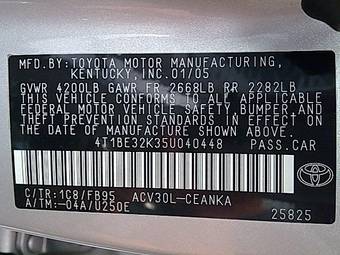 MFD.BY:TOYOTA MOTOR MANUFACTURING,
KENTUCKY, INC.01/05
GVWR 4200LB GAWR FR 2668LB RR 2282LB
THIS VEHICLE CONFORMS TO ALL APPLICABLE
FEDERAL MOTOR VEHICLE SAFETY,BUMPER,AND
THEFT PREVENTION STANDARDS IN EFFECT ON
THE DATE OF MANUFACTURE SHOWN ABOVE.
4T1BE32K35U040448 PASS.CAR
C/TR:1C8/FB95 ACV30L-CEANKA
A/TM:-04A/U250E 25825